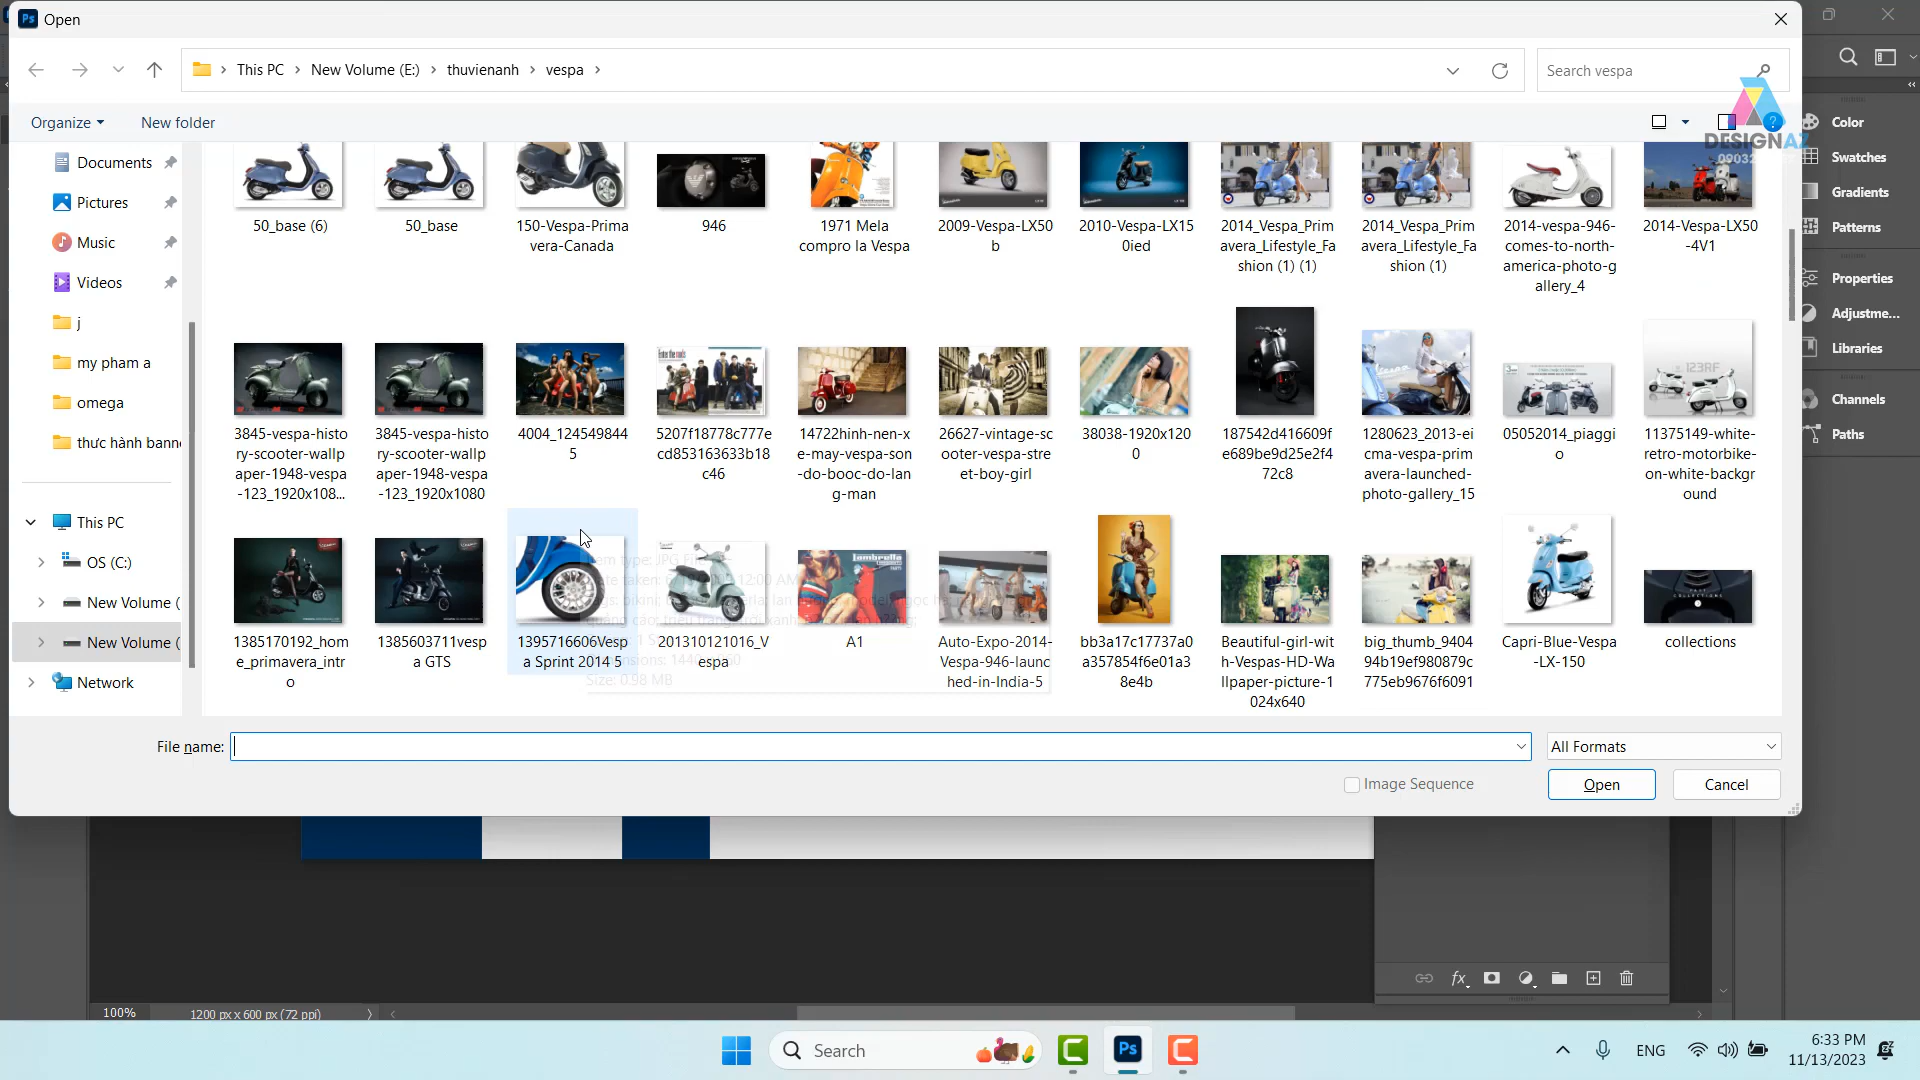 Ps Open
This PC > New Volume (E:) > thuvienanh > vespa >
Search vespa
Organize
New folder
DESIGNAZ
Color
Swatches
Gradients
Patterns
Properties
Adjustme...
Libraries
Channels
Paths
Documents
Pictures
Music
Videos
j
my pham a
omega
thưc hành bann
This PC
OS (C:)
New Volume (
New Volume (
Network
50_base (6)
50_base
150-Vespa-Prima
vera-Canada
946
1971 Mela
compro la Vespa
2009-Vespa-LX50
b
2010-Vespa-LX15
0ied
2014_Vespa_Prim
avera_Lifestyle_Fa
shion (1) (1)
2014_Vespa_Prim
avera_Lifestyle_Fa
shion (1)
2014-vespa-946-
comes-to-north-
america-photo-g
allery_4
2014-Vespa-LX50
-4V1
3845-vespa-histo
ry-scooter-wallp
aper-1948-vespa
-123_1920x108...
3845-vespa-histo
ry-scooter-wallp
aper-1948-vespa
-123_1920x1080
4004_124549844
5
5207f18778c777e
cd853163633b18
c46
14722hinh-nen-x
e-may-vespa-son
-do-booc-do-lan
g-man
26627-vintage-sc
ooter-vespa-stre
et-boy-girl
38038-1920x120
0
187542d416609f
e689be9d25e2f4
72c8
1280623_2013-ei
cma-vespa-prim
avera-launched-
photo-gallery_15
05052014_piaggi
o
123RF
11375149-white-
retro-motorbike-
on-white-backgr
ound
1385170192_hom
e_primavera_intr
o
1385603711vesp
a GTS
1395716606Vesp
a Sprint 2014 5
201310121016_V
espa
Lambretta
A1
Auto-Expo-2014-
Vespa-946-launc
hed-in-India-5
bb3a17c17737a0
a357854f6e01a3
8e4b
Beautiful-girl-wit
h-Vespas-HD-Wa
llpaper-picture-1
024x640
big_thumb_9404
94b19ef980879c
775eb9676f6091
Capri-Blue-Vespa
-LX-150
collections
Size: 0.98 MB
File name:
All Formats
Image Sequence
Open
Cancel
fx
100%
1200 px x 600 px (72 ppi)
Search
Ps
ENG
6:33 PM
11/13/2023